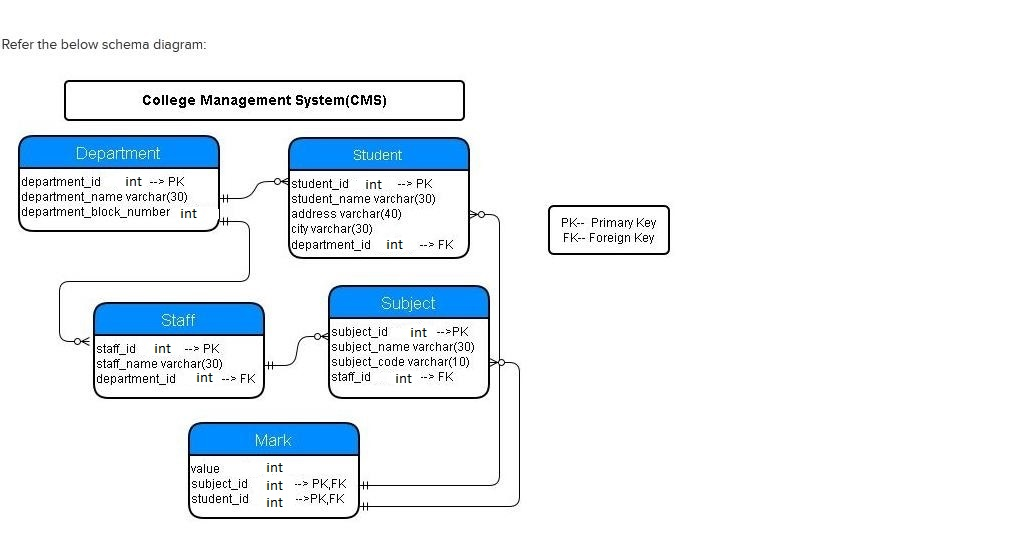 Refer the below schema diagram:
College Management System(CMS)
Department
department_id int --> PK
department_name varchar(30)
department_block_number int
Student
student_id int --> PK
student_name varchar(30)
address varchar(40)
city varchar(30)
department_id int --> FK
PK-- Primary Key
FK-- Foreign Key
Staff
staff_id int --> PK
staff_name varchar(30)
department_id int --> FK
Subject
subject_id int -->PK
subject_name varchar(30)
subject_code varchar(10)
staff_id int --> FK
Mark
value int
subject_id int --> PK,FK
student_id int -->PK,FK